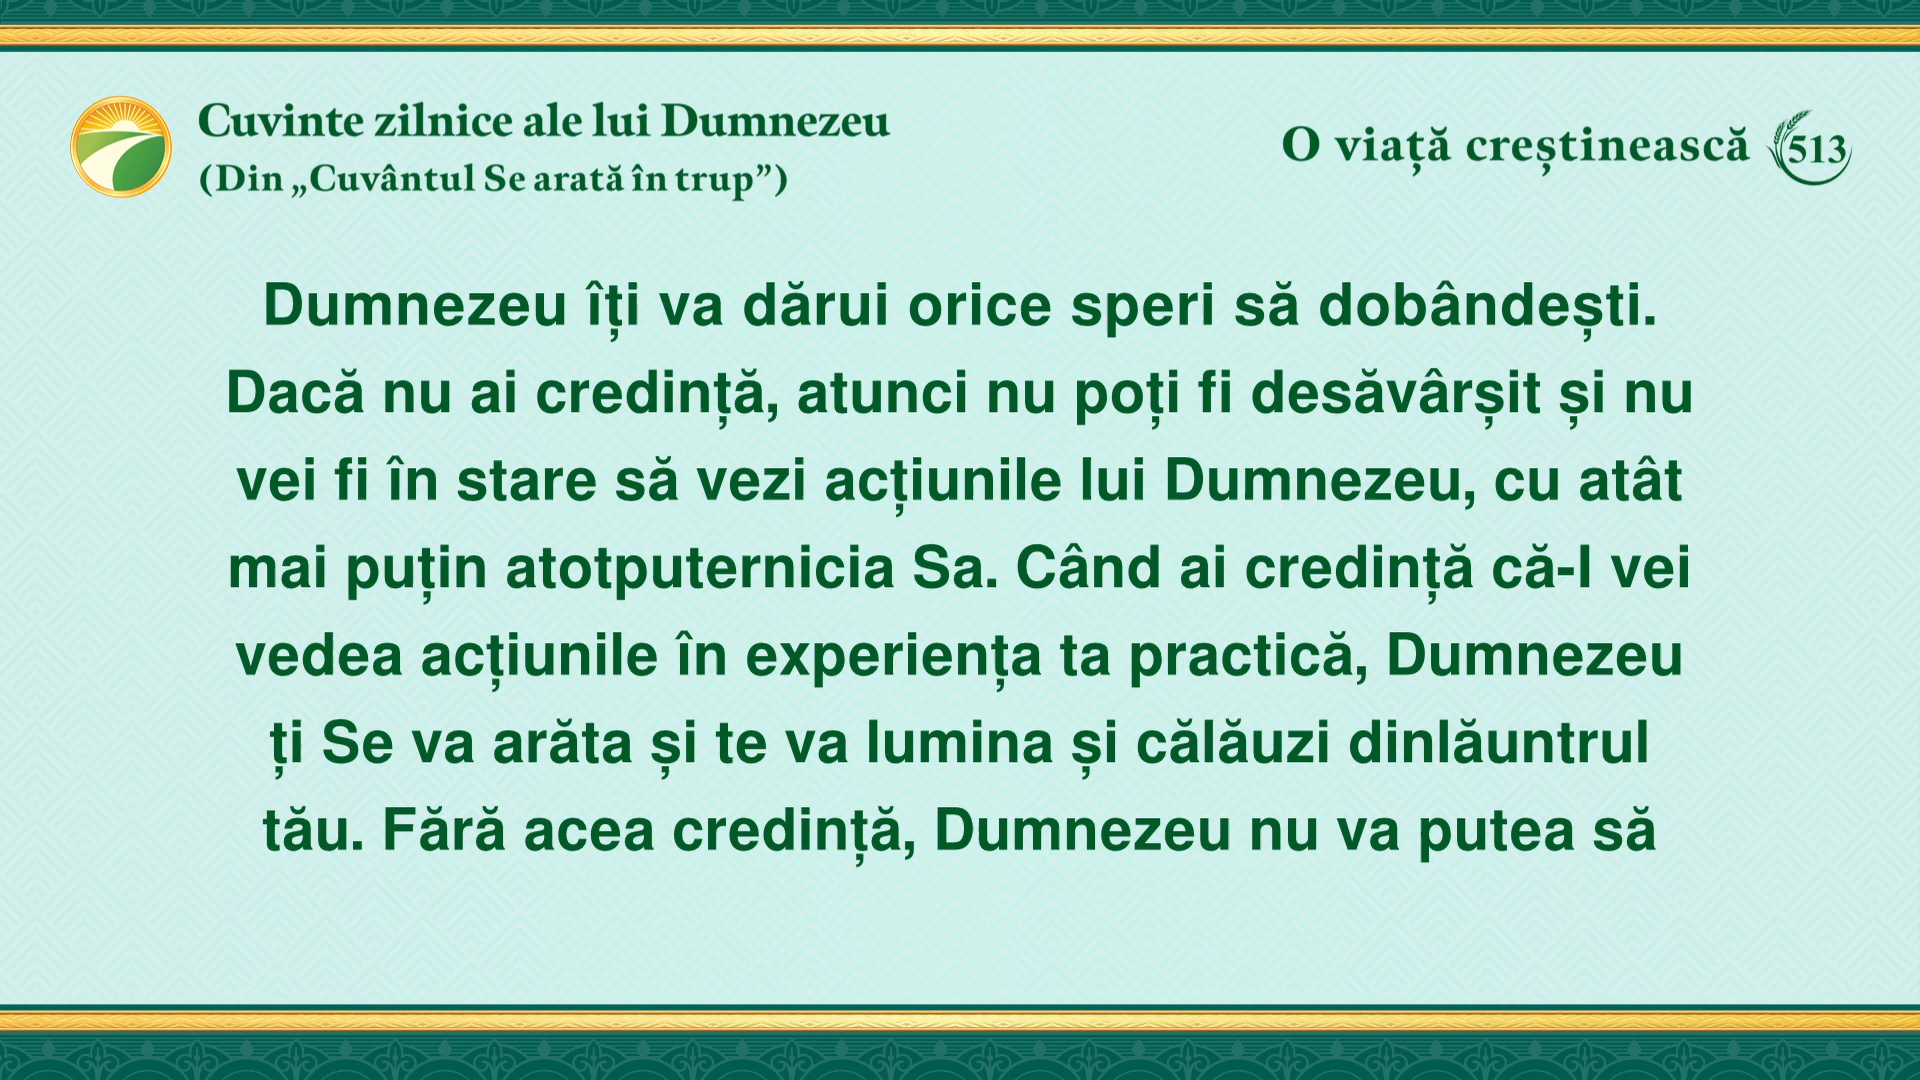 Cuvinte zilnice ale lui Dumnezeu
(Din „Cuvântul Se arată în trup”)
O viață creștinească 513
Dumnezeu îți va dărui orice speri să dobândești.
Dacă nu ai credință, atunci nu poți fi desăvârșit și nu
vei fi în stare să vezi acțiunile lui Dumnezeu, cu atât
mai puțin atotputernicia Sa. Când ai credință că-I vei
vedea acțiunile în experiența ta practică, Dumnezeu
ți Se va arăta și te va lumina și călăuzi dinlăuntrul
tău. Fără acea credință, Dumnezeu nu va putea să